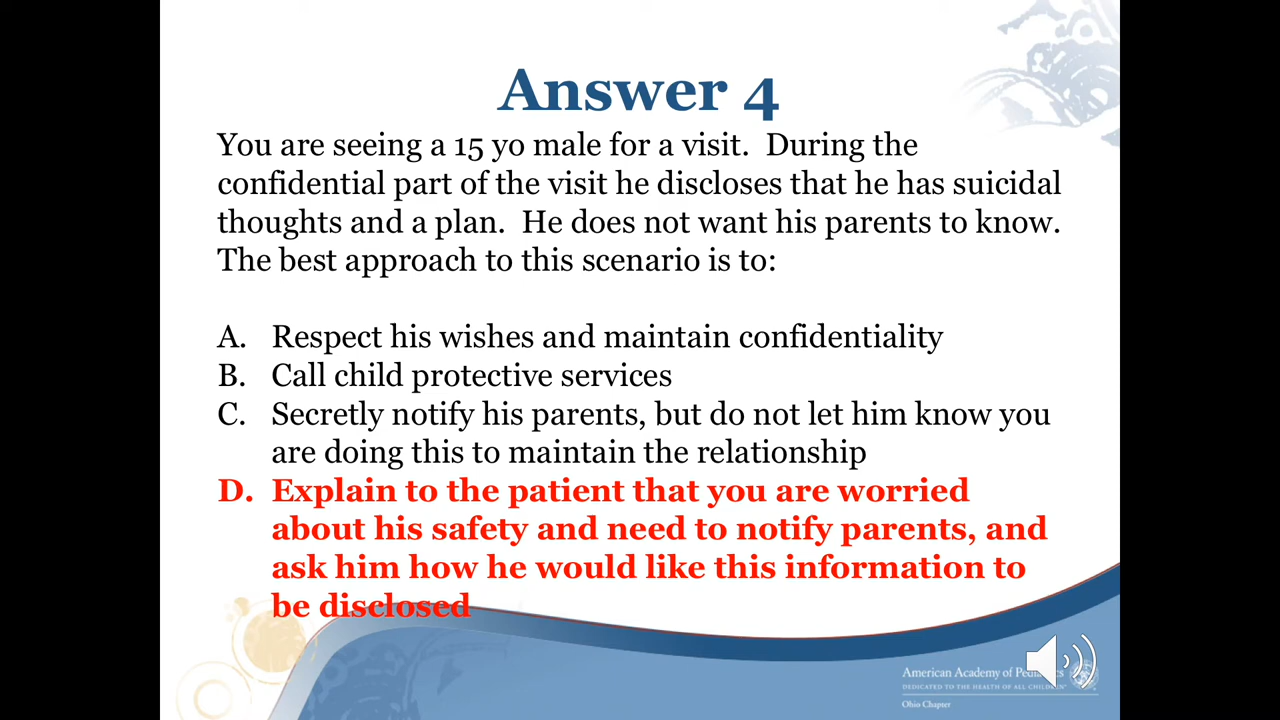 Answer 4
You are seeing a 15 yo male for a visit. During the
confidential part of the visit he discloses that he has suicidal
thoughts and a plan. He does not want his parents to know.
The best approach to this scenario is to:
A. Respect his wishes and maintain confidentiality
B. Call child protective services
C. Secretly notify his parents, but do not let him know you
are doing this to maintain the relationship
D. Explain to the patient that you are worried
about his safety and need to notify parents, and
ask him how he would like this information to
be disclosed
American Academy of
DEDICATED TO THE HEALTH OF ALL
Ohio Chapter